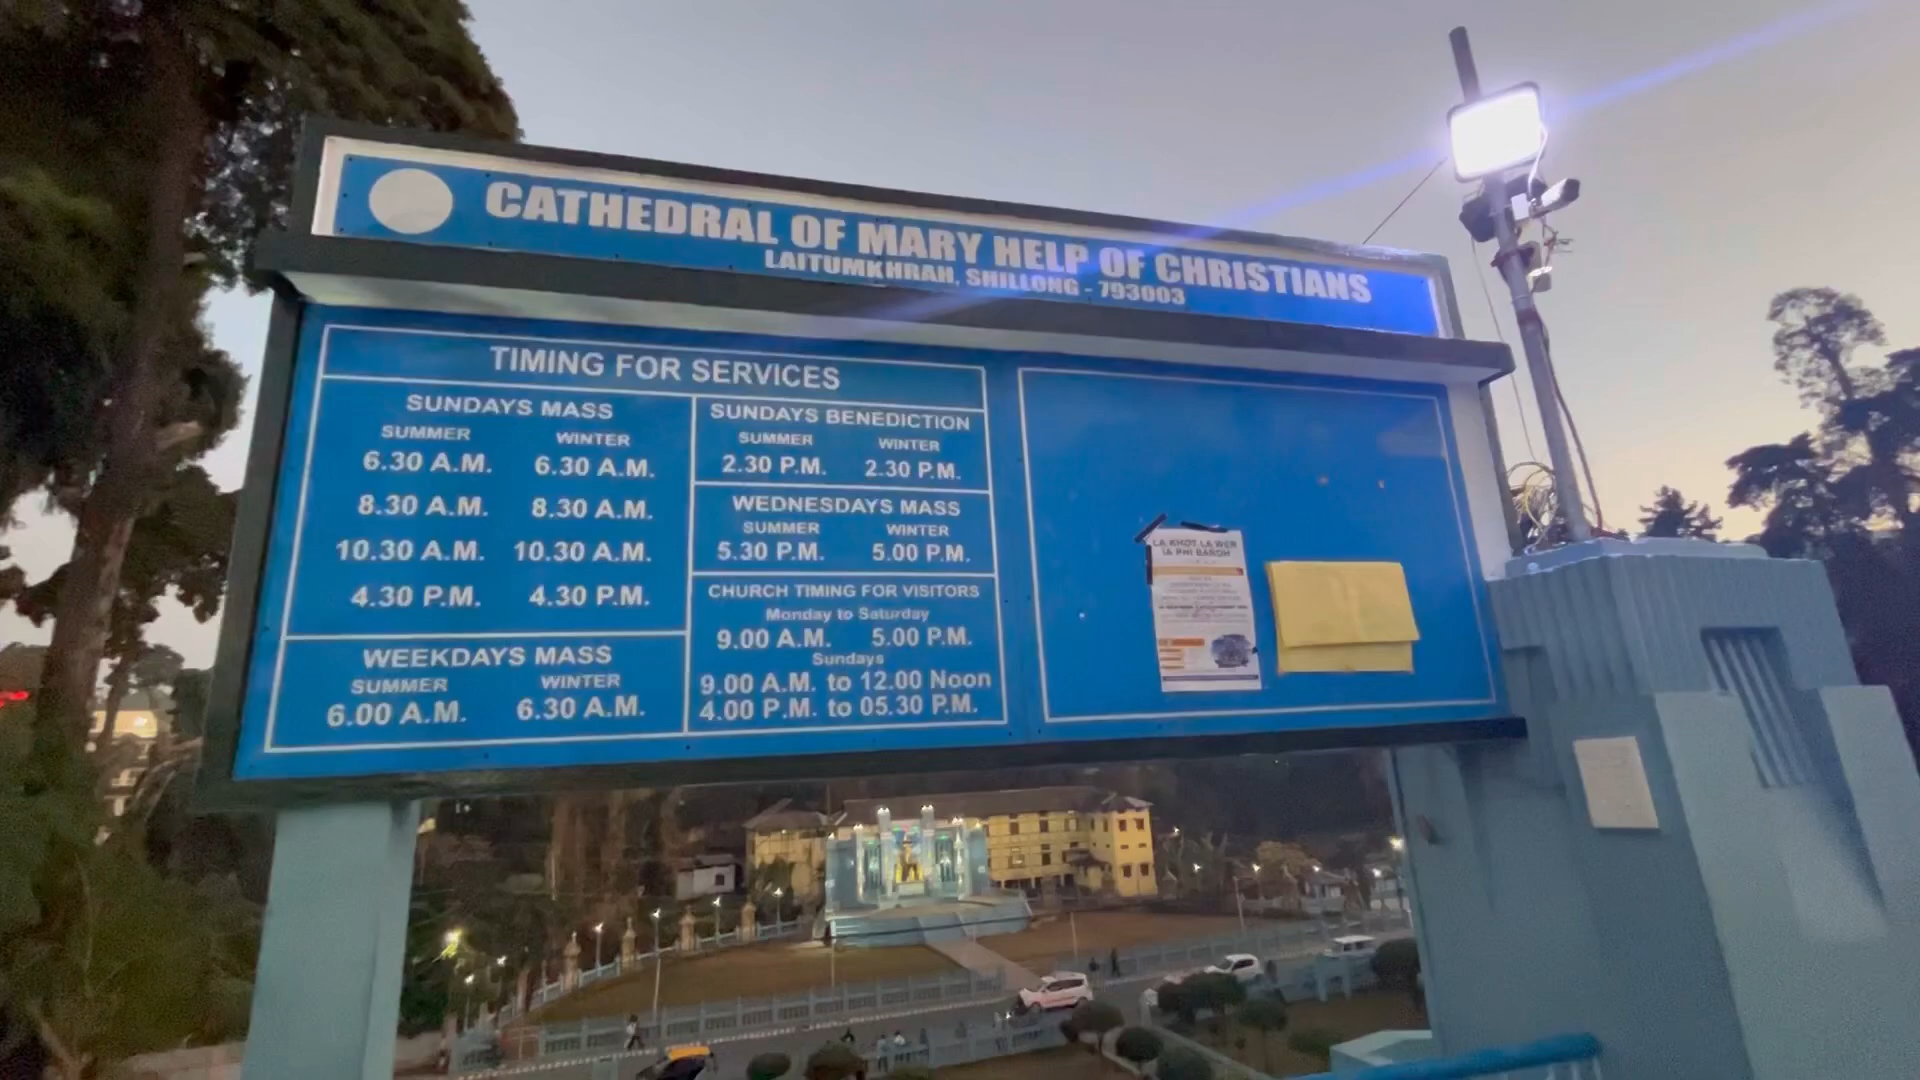 CATHEDRAL OF MARY HELP OF CHRISTIANS
LAITUMKHRAH, SHILLONG - 793003
TIMING FOR SERVICES
SUNDAYS MASS
SUMMER WINTER
6.30 A.M. 6.30 A.M.
8.30 A.M. 8.30 A.M.
10.30 A.M. 10.30 A.M.
4.30 P.M. 4.30 P.M.
WEEKDAYS MASS
SUMMER WINTER
6.00 A.M. 6.30 A.M.
SUNDAYS BENEDICTION
SUMMER WINTER
2.30 P.M. 2.30 P.M.
WEDNESDAYS MASS
SUMMER WINTER
5.30 P.M. 5.00 P.M.
CHURCH TIMING FOR VISITORS
Monday to Saturday
9.00 A.M. 5.00 P.M.
Sundays
9.00 A.M. to 12.00 Noon
4.00 P.M. to 05.30 P.M.
LA KHOT LA WER